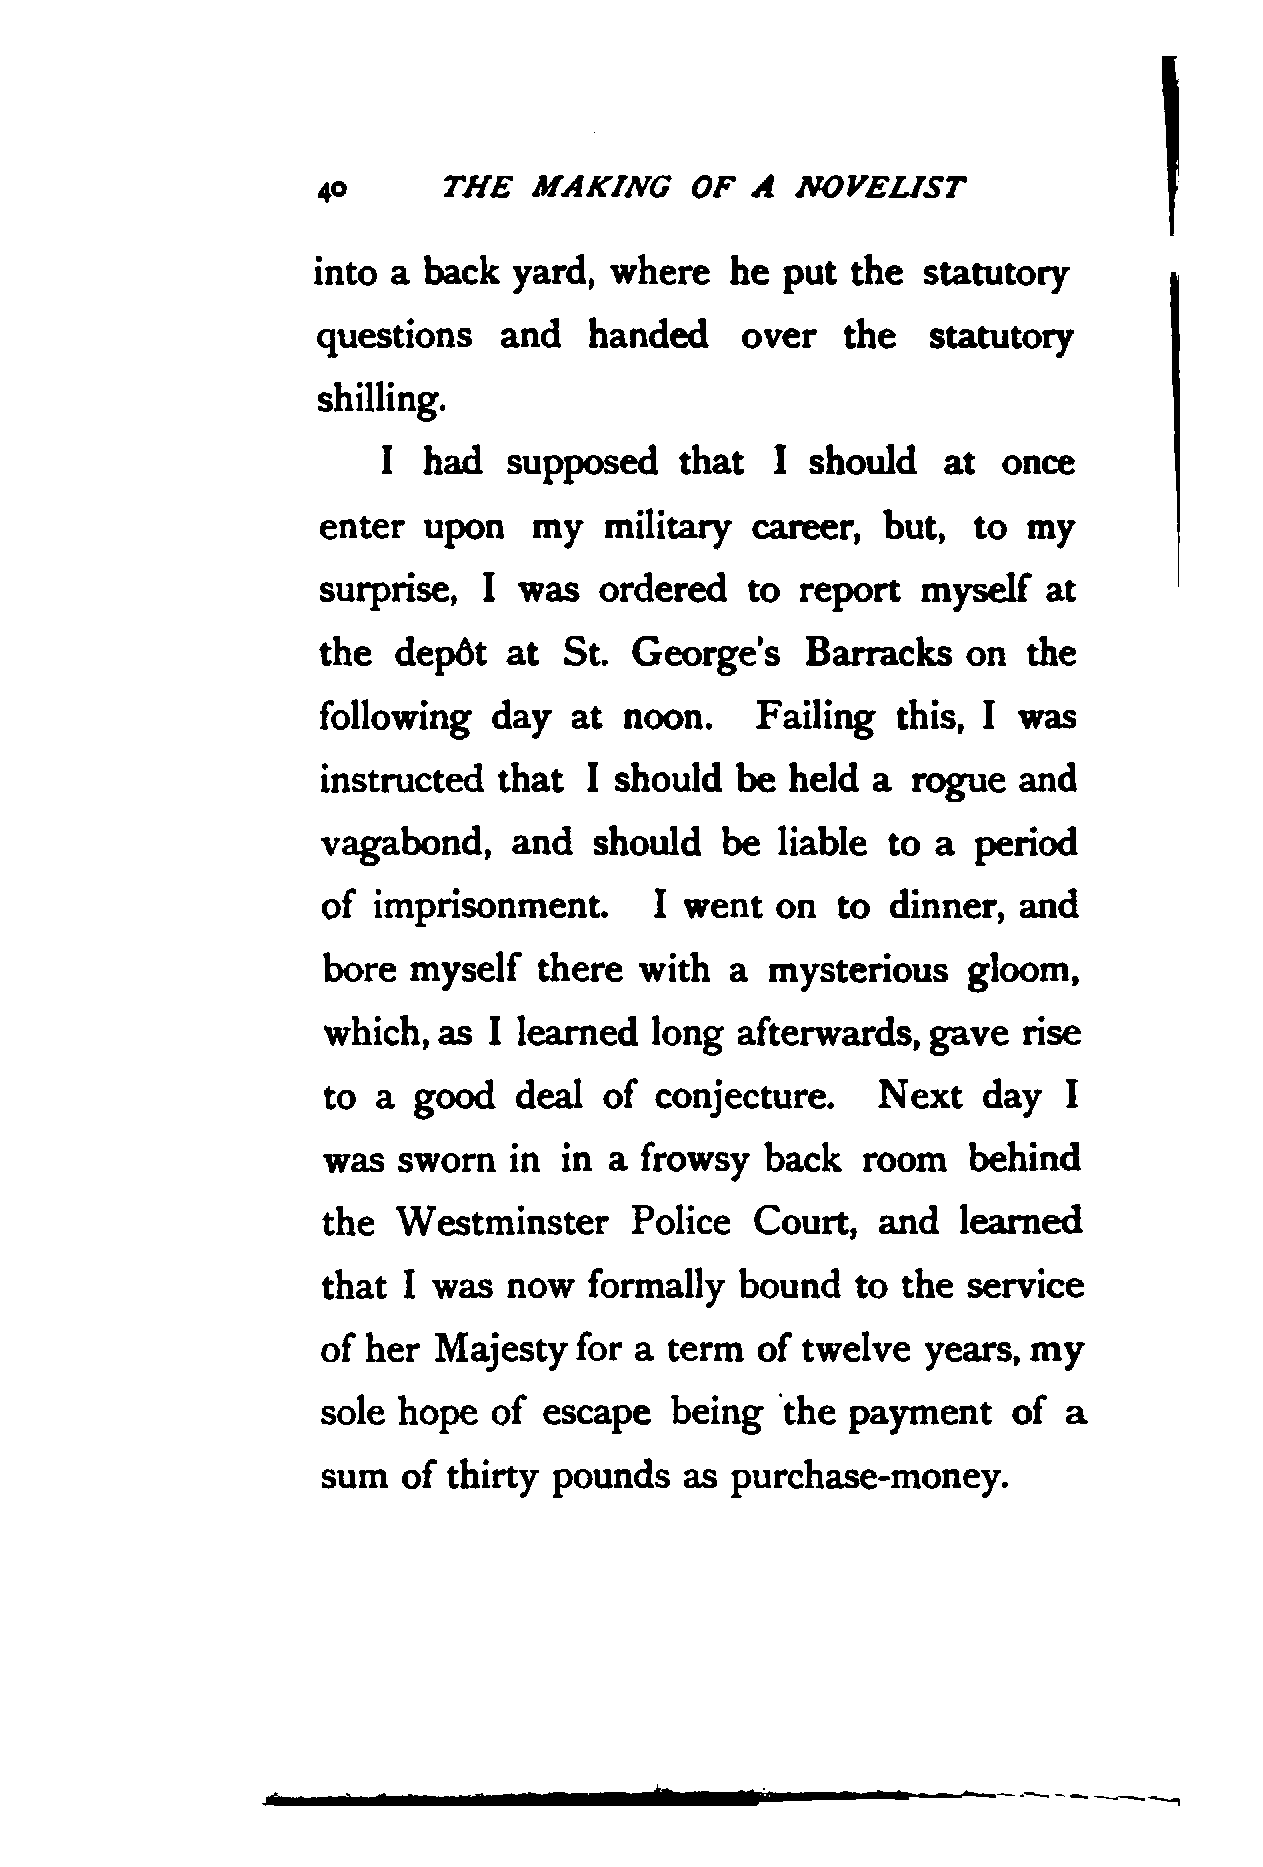 40 THE MAKING OF A NOVELIST
into a back yard, where he put the statutory
questions and handed over the statutory
shilling.
I had supposed that I should at once
enter upon my military career, but, to my
surprise, I was ordered to report myself at
the depôt at St. George's Barracks on the
following day at noon. Failing this, I was
instructed that I should be held a rogue and
vagabond, and should be liable to a period
of imprisonment. I went on to dinner, and
bore myself there with a mysterious gloom,
which, as I learned long afterwards, gave rise
to a good deal of conjecture. Next day I
was sworn in in a frowsy back room behind
the Westminster Police Court, and learned
that I was now formally bound to the service
of her Majesty for a term of twelve years, my
sole hope of escape being the payment of a
sum of thirty pounds as purchase-money.